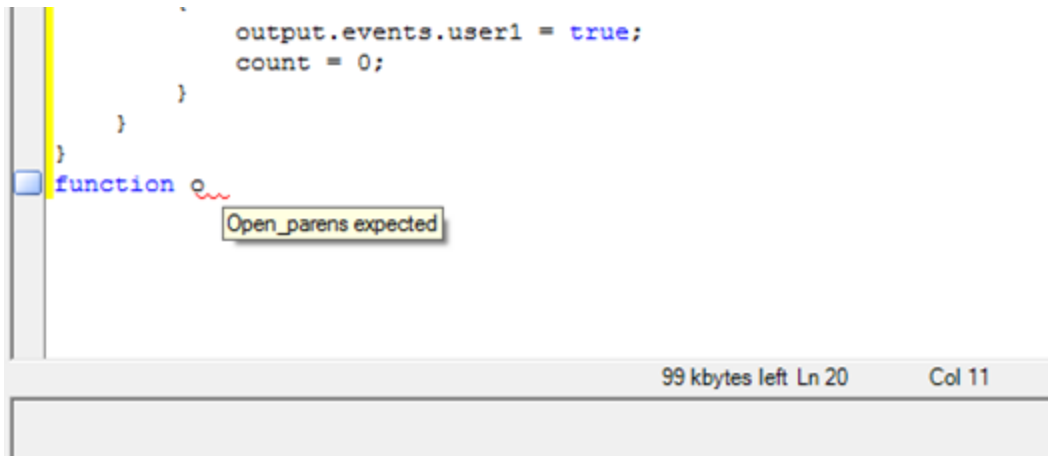 {
output.events.user1 = true;
count = 0;
}
}
}
function o
Open_parens expected
99 kbytes left Ln 20 Col 11